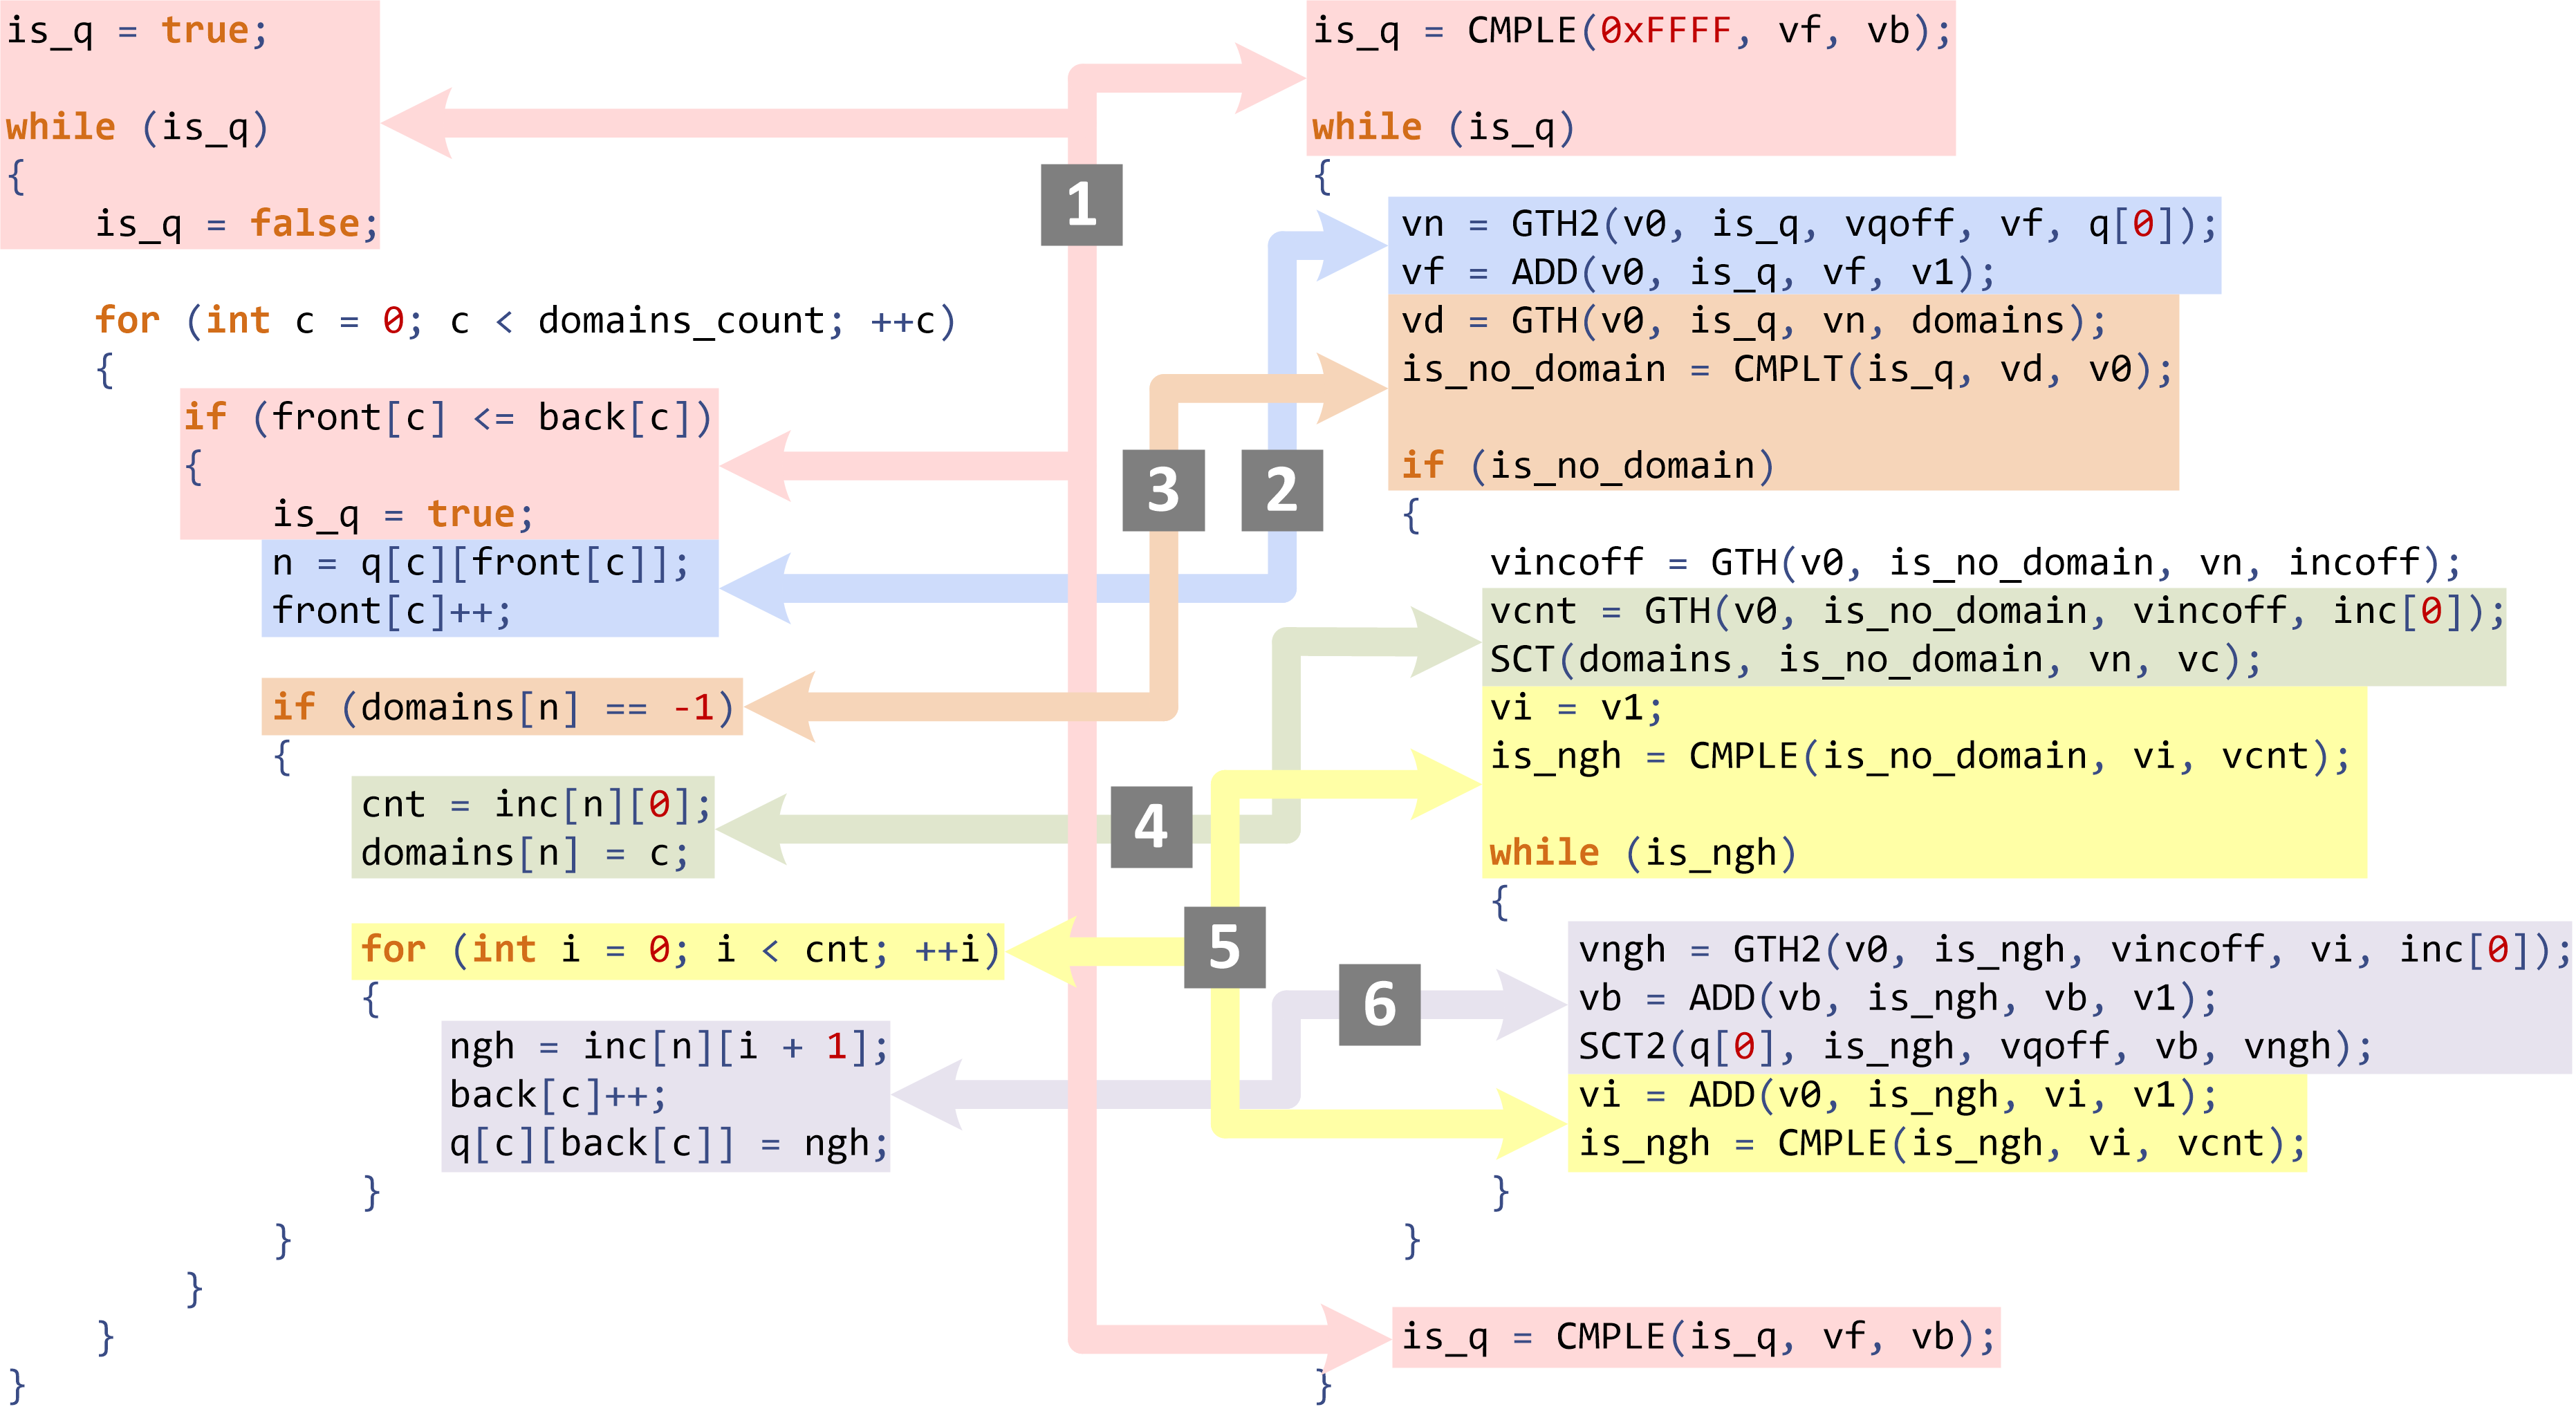 is_q = true;
while (is_q)
{
is_q = false;
for (int c = 0; c < domains_count; ++c)
{
if (front[c] <= back[c])
{
is_q = true;
n = q[c][front[c]];
front[c]++;
if (domains[n] == -1)
{
cnt = inc[n][0];
domains[n] = c;
for (int i = 0; i < cnt; ++i)
{
ngh = inc[n][i + 1];
back[c]++;
q[c][back[c]] = ngh;
}
}
}
}
}
1
3
2
4
5
6
is_q = CMPLE(0xFFFF, vf, vb);
while (is_q)
{
vn = GTH2(v0, is_q, vqoff, vf, q[0]);
vf = ADD(v0, is_q, vf, v1);
vd = GTH(v0, is_q, vn, domains);
is_no_domain = CMPLT(is_q, vd, v0);
if (is_no_domain)
{
vincoff = GTH(v0, is_no_domain, vn, incoff);
vcnt = GTH(v0, is_no_domain, vincoff, inc[0]);
SCT(domains, is_no_domain, vn, vc);
vi = v1;
is_ngh = CMPLE(is_no_domain, vi, vcnt);
while (is_ngh)
{
vngh = GTH2(v0, is_ngh, vincoff, vi, inc[0]);
vb = ADD(vb, is_ngh, vb, v1);
SCT2(q[0], is_ngh, vqoff, vb, vngh);
vi = ADD(v0, is_ngh, vi, v1);
is_ngh = CMPLE(is_ngh, vi, vcnt);
}
}
is_q = CMPLE(is_q, vf, vb);
}